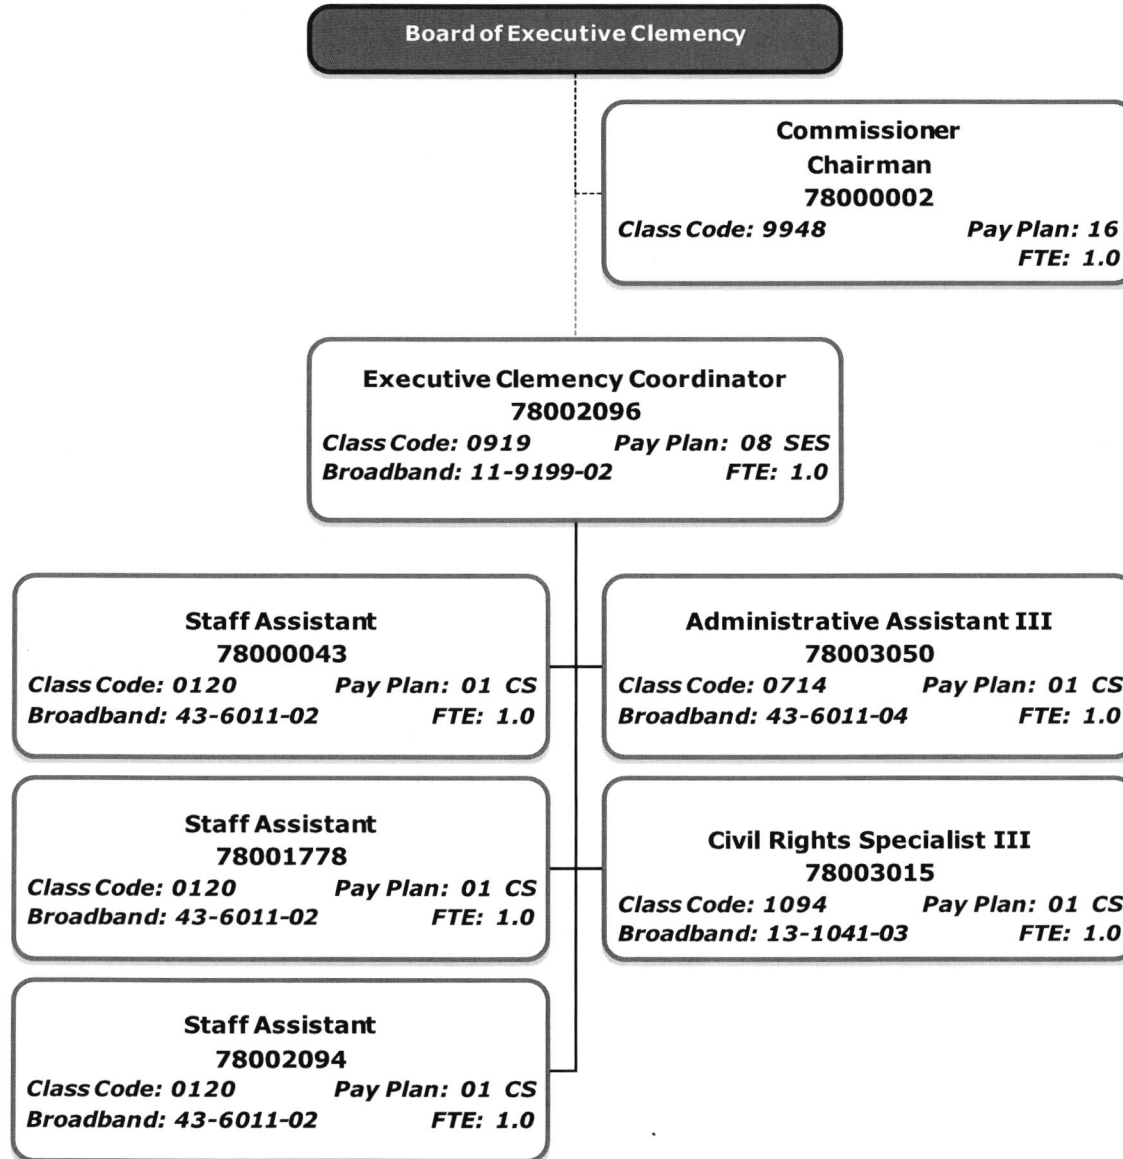 Board of Executive Clemency
Commissioner
Chairman
78000002
Class Code: 9948 Pay Plan: 16
FTE: 1.0
Executive Clemency Coordinator
78002096
Class Code: 0919 Pay Plan: 08 SES
Broadband: 11-9199-02 FTE: 1.0
Staff Assistant
78000043
Class Code: 0120 Pay Plan: 01 CS
Broadband: 43-6011-02 FTE: 1.0
Administrative Assistant III
78003050
Class Code: 0714 Pay Plan: 01 CS
Broadband: 43-6011-04 FTE: 1.0
Staff Assistant
78001778
Class Code: 0120 Pay Plan: 01 CS
Broadband: 43-6011-02 FTE: 1.0
Civil Rights Specialist III
78003015
Class Code: 1094 Pay Plan: 01 CS
Broadband: 13-1041-03 FTE: 1.0
Staff Assistant
78002094
Class Code: 0120 Pay Plan: 01 CS
Broadband: 43-6011-02 FTE: 1.0